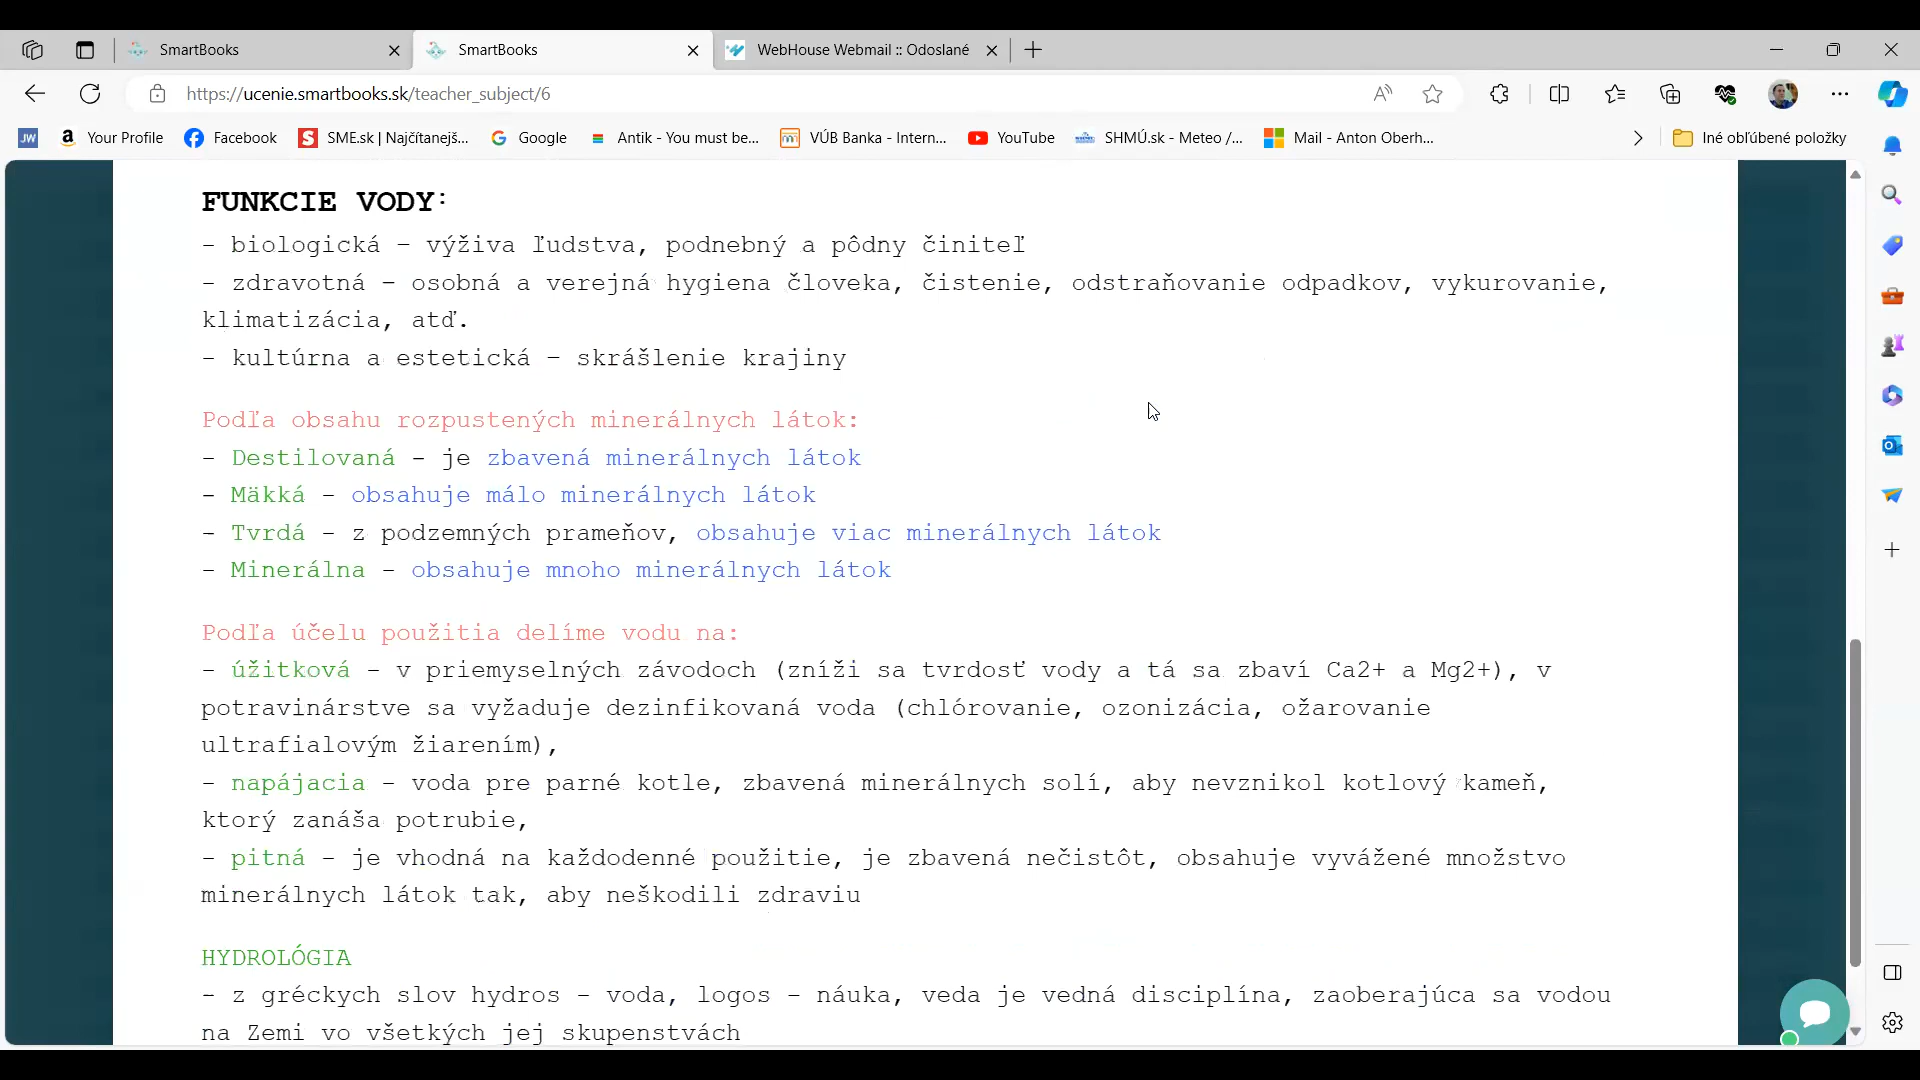 SmartBooks
SmartBooks
WebHouse Webmail :: Odoslané
https://ucenie.smartbooks.sk/teacher_subject/6
JW
Your Profile
Facebook
SME.sk | Najčítanejš...
Google
Antik - You must be...
VÚB Banka - Intern...
YouTube
SHMÚ.sk - Meteo /...
Mail - Anton Oberh...
Iné obľúbené položky
FUNKCIE VODY:
- biologická – výživa ľudstva, podnebný a pôdny činiteľ
- zdravotná – osobná a verejná hygiena človeka, čistenie, odstraňovanie odpadkov, vykurovanie,
klimatizácia, atď.
- kultúrna a estetická – skrášlenie krajiny
Podľa obsahu rozpustených minerálnych látok:
- Destilovaná - je zbavená minerálnych látok
- Mäkká - obsahuje málo minerálnych látok
- Tvrdá - z podzemných prameňov, obsahuje viac minerálnych látok
- Minerálna - obsahuje mnoho minerálnych látok
Podľa účelu použitia delíme vodu na:
- úžitková - v priemyselných závodoch (zníži sa tvrdosť vody a tá sa zbaví Ca2+ a Mg2+), v
potravinárstve sa vyžaduje dezinfikovaná voda (chlórovanie, ozonizácia, ožarovanie
ultrafialovým žiarením),
- napájacia - voda pre parné kotle, zbavená minerálnych solí, aby nevznikol kotlový kameň,
ktorý zanáša potrubie,
- pitná - je vhodná na každodenné použitie, je zbavená nečistôt, obsahuje vyvážené množstvo
minerálnych látok tak, aby neškodili zdraviu
HYDROLÓGIA
- z gréckych slov hydros - voda, logos - náuka, veda je vedná disciplína, zaoberajúca sa vodou
na Zemi vo všetkých jej skupenstvách